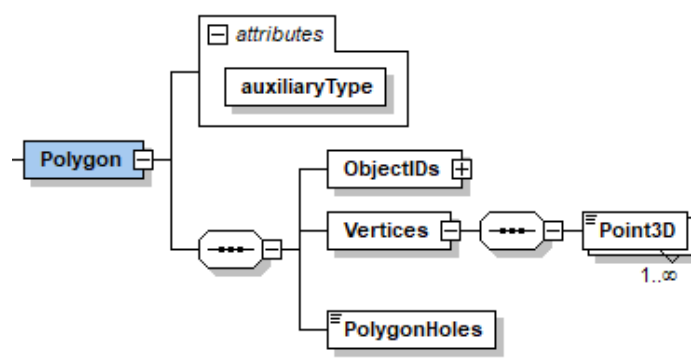 attributes
auxiliaryType
Polygon
ObjectIDs
Vertices
Point3D
1..∞
PolygonHoles